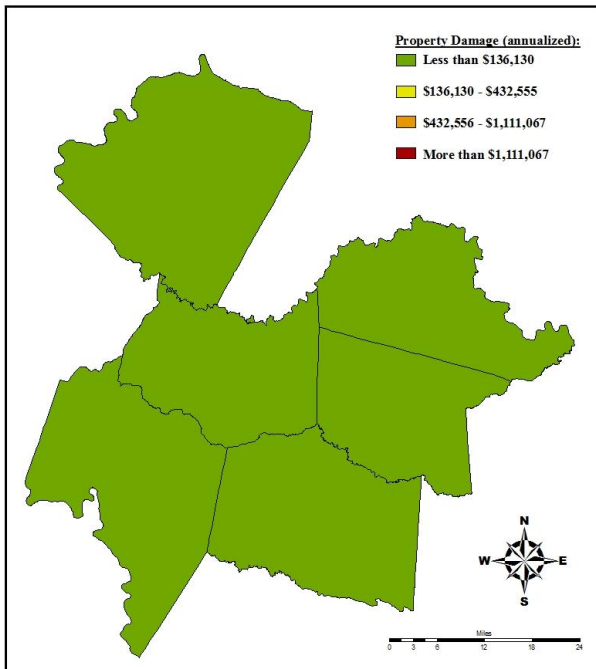 Property Damage (annualized):
Less than $136,130
$136,130 - $432,555
$432,556 - $1,111,067
More than $1,111,067
N
W E
S
Miles
0 3 6 12 18 24